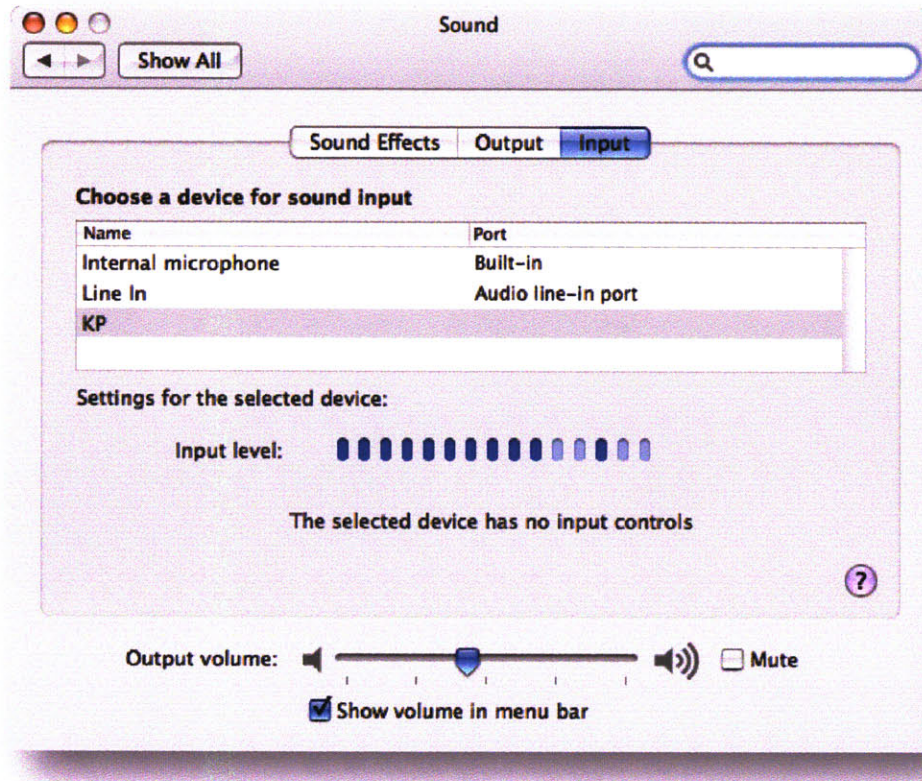 Sound
Show All
Sound Effects Output Input
Choose a device for sound input
Name Port
Internal microphone Built-in
Line In Audio line-in port
KP
Settings for the selected device:
Input level:
The selected device has no input controls
?
Output volume: Mute
Show volume in menu bar